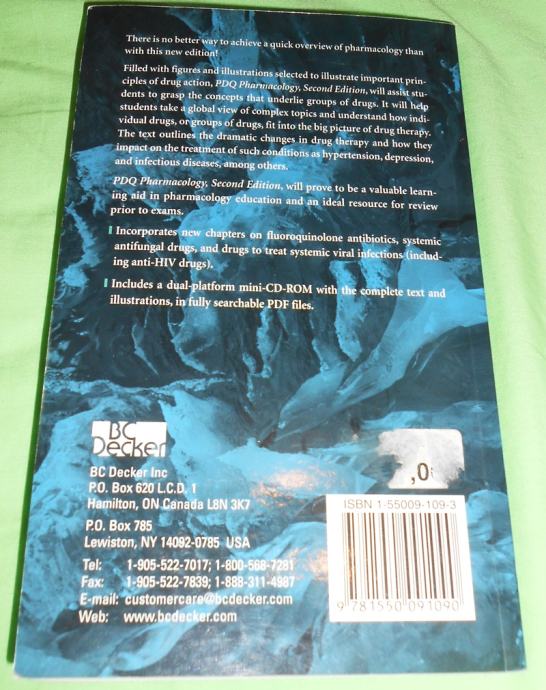 There is no better way to achieve a quick overview of pharmacology than
with this new edition!
Filled with figures and illustrations selected to illustrate important prin-
ciples of drug action, PDQ Pharmacology, Second Edition, will assist stu-
dents to grasp the concepts that underlie groups of drugs. It will help
students take a global view of complex topics and understand how indi-
vidual drugs, or groups of drugs, fit into the big picture of drug therapy.
The text outlines the dramatic changes in drug therapy and how they
impact on the treatment of such conditions as hypertension, depression,
and infectious diseases, among others.
PDQ Pharmacology, Second Edition, will prove to be a valuable learn-
ing aid in pharmacology education and an ideal resource for review
prior to exams.
Incorporates new chapters on fluoroquinolone antibiotics, systemic
antifungal drugs, and drugs to treat systemic viral infections (includ-
ing anti-HIV drugs).
Includes a dual-platform mini-CD-ROM with the complete text and
illustrations, in fully searchable PDF files.
BC
Decker
BC Decker Inc
P.O. Box 620 L.C.D. 1
Hamilton, ON Canada L8N 3K7
P.O. Box 785
Lewiston, NY 14092-0785 USA
Tel: 1-905-522-7017; 1-800-568-7281
Fax: 1-905-522-7839; 1-888-311-4987
E-mail: customercare@bcdecker.com
Web: www.bcdecker.com
,0
ISBN 1-55009-109-3
9 781550 091090